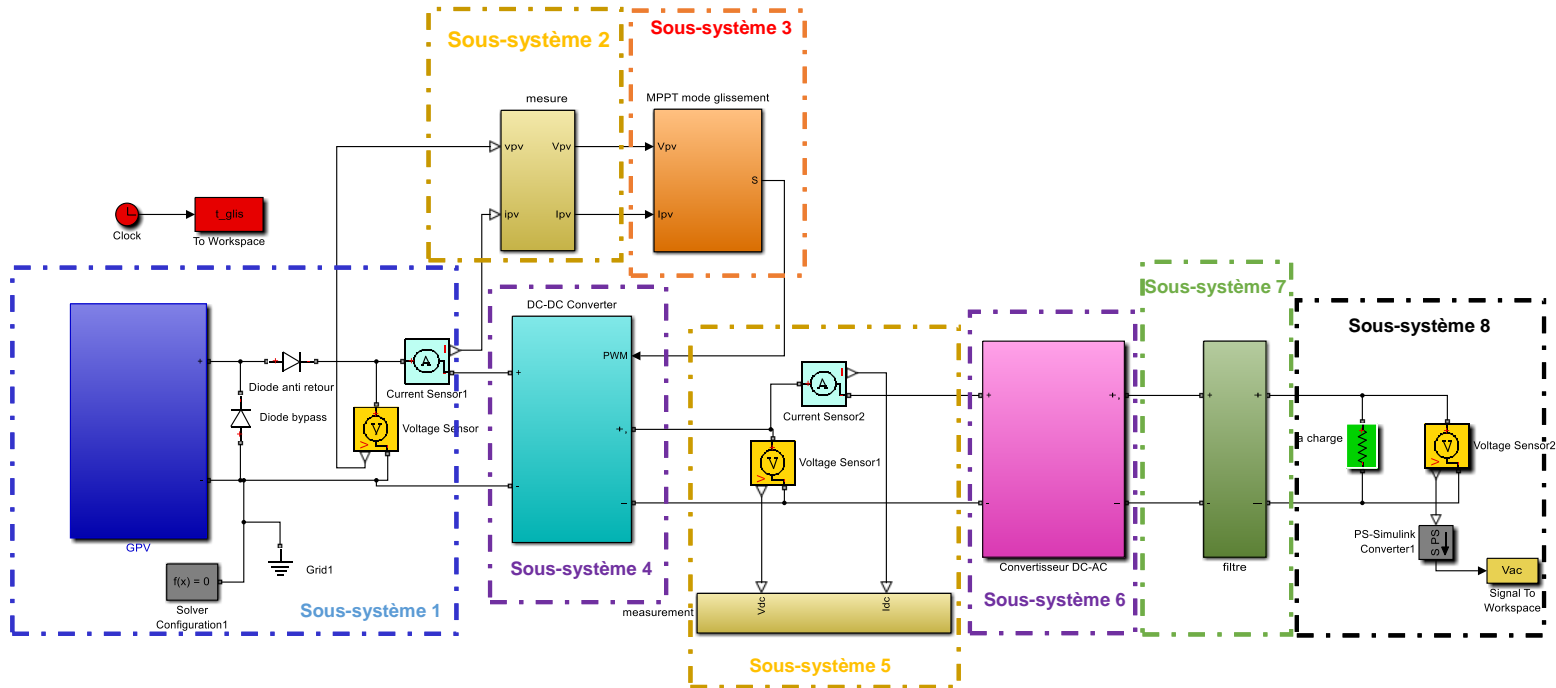 Sous-système 2
Sous-système 3
mesure
MPPT mode glissement
vpv
Vpv
ipv
Ipv
Vpv
S
Ipv
Clock
t_glis
To Workspace
Sous-système 1
GPV
+
-
Diode anti retour
Diode bypass
A
I
Current Sensor1
V
V
Voltage Sensor
f(x) = 0
Solver
Configuration1
Grid1
DC-DC Converter
PWM
+
+,
-
–
Sous-système 4
A
I
Current Sensor2
V
V
Voltage Sensor1
Vdc
Idc
measurement
Sous-système 5
+
+,
-
–
Convertisseur DC-AC
Sous-système 6
Sous-système 7
+
+
-
–
filtre
Sous-système 8
a charge
V
V
Voltage Sensor2
S PS
PS-Simulink
Converter1
Vac
Signal To
Workspace